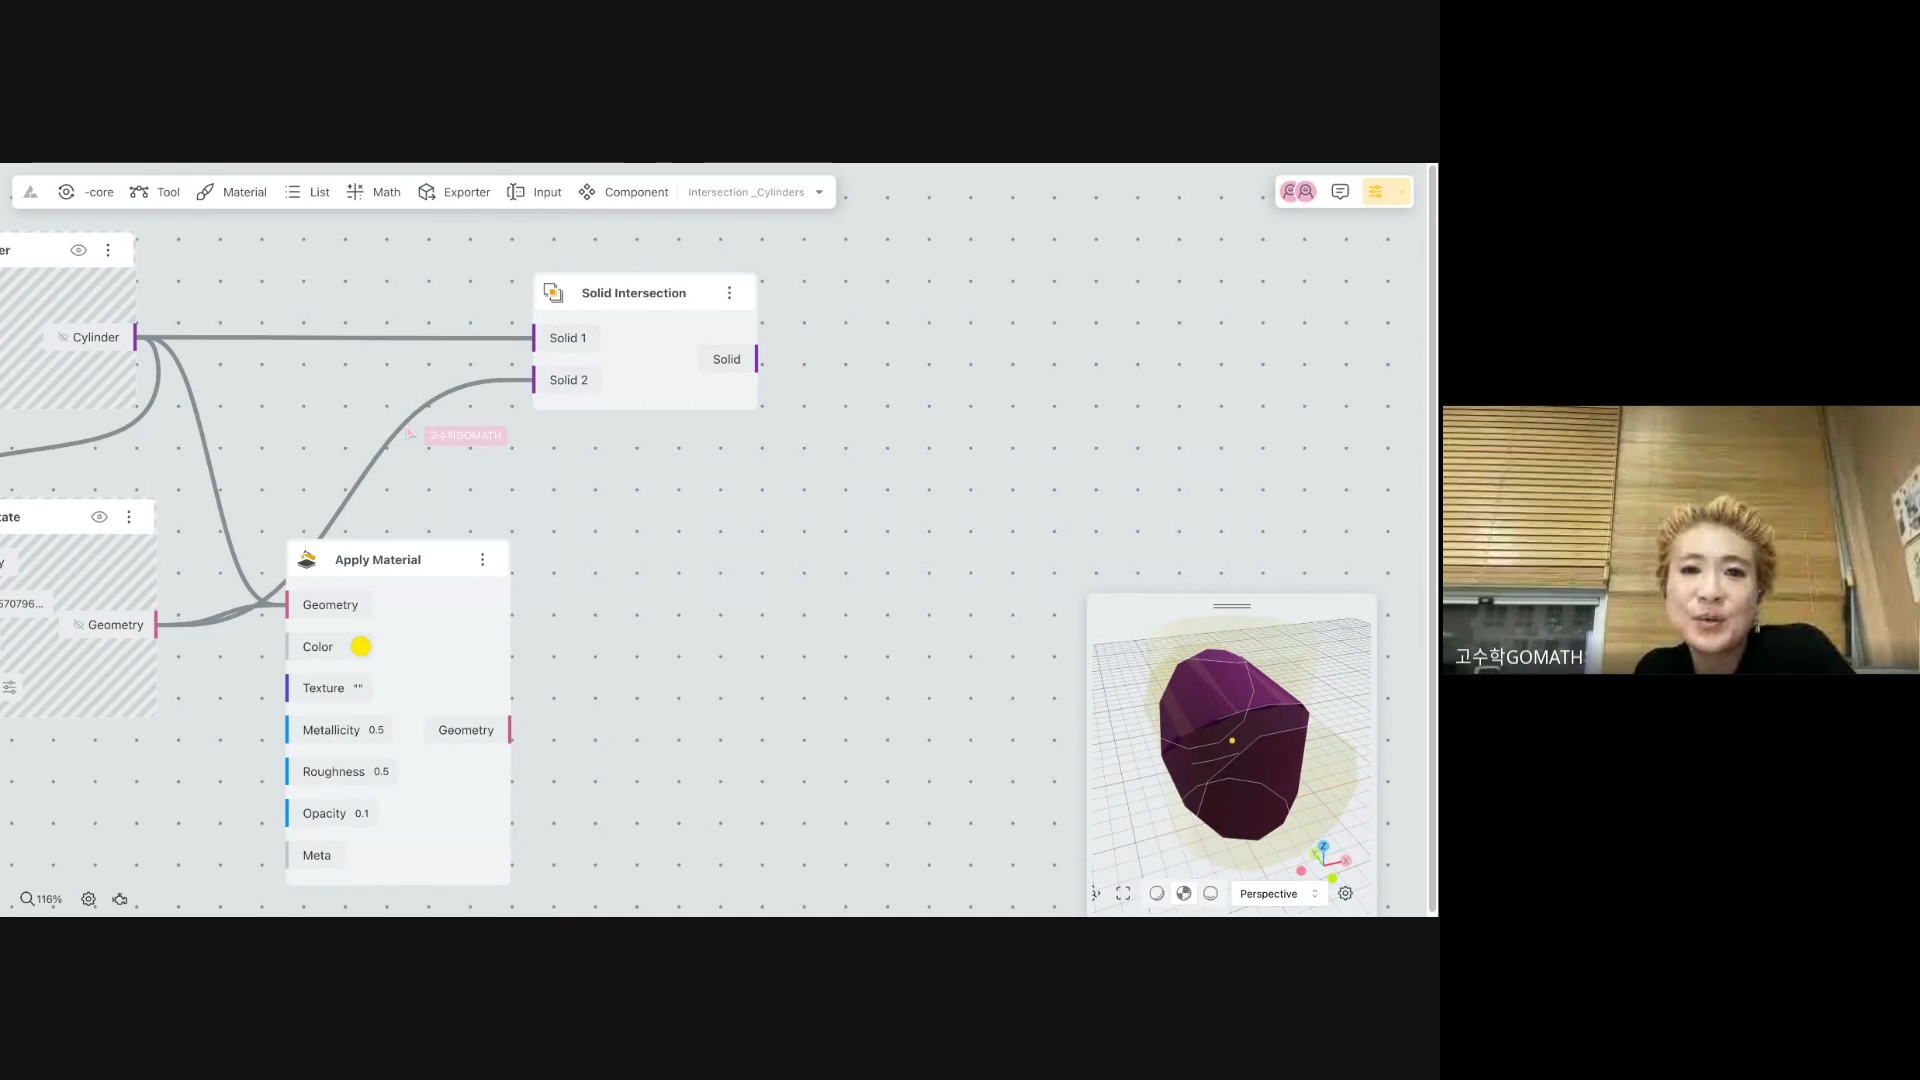 -core Tool Material List Math Exporter Input Component Intersection _Cylinders
er
Cylinder
Solid Intersection
Solid 1
Solid 2
Solid
고수학GOMATH
ate
y
570796...
Geometry
Apply Material
Geometry
Color
Texture ""
Metallicity 0.5
Geometry
Roughness 0.5
Opacity 0.1
Meta
116%
Z
Y
X
Perspective
고수학GOMATH